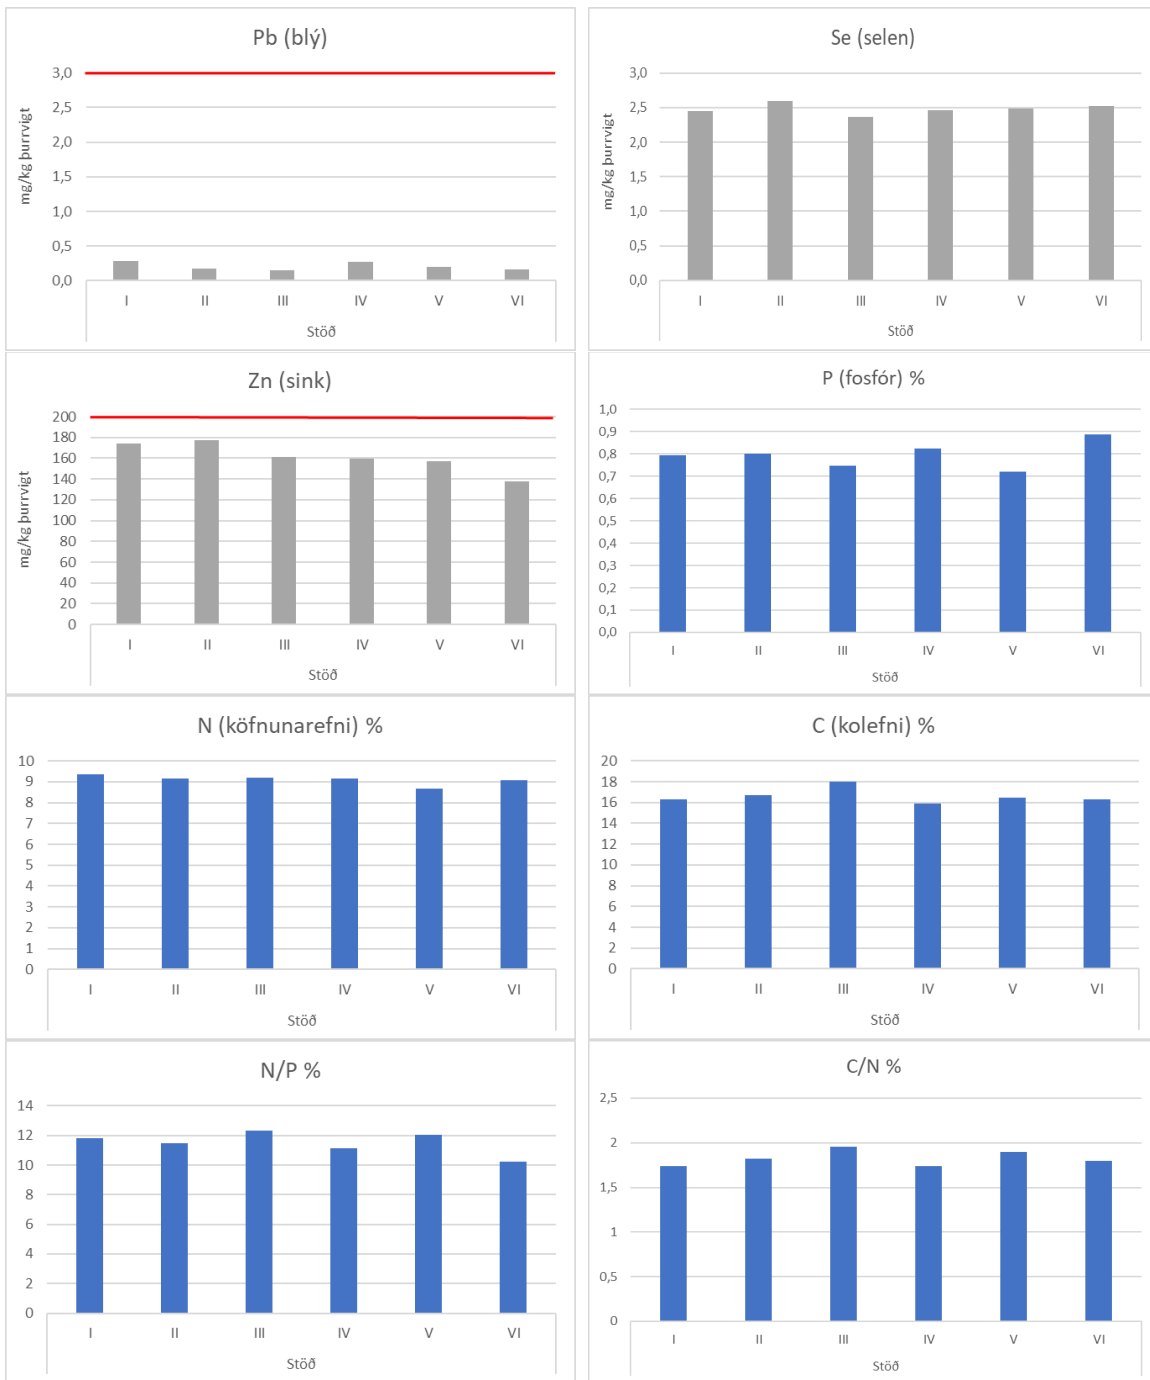 Pb (blý)
3,0
2,5
2,0
1,5
1,0
0,5
0,0
mg/kg þurrvigt
I II III IV V VI
Stöð
Se (selen)
3,0
2,5
2,0
1,5
1,0
0,5
0,0
mg/kg þurrvigt
I II III IV V VI
Stöð
Zn (sink)
200
180
160
140
120
100
80
60
40
20
0
mg/kg þurrvigt
I II III IV V VI
Stöð
P (fosfór) %
1,0
0,9
0,8
0,7
0,6
0,5
0,4
0,3
0,2
0,1
0,0
I II III IV V VI
Stöð
N (köfnunarefni) %
10
9
8
7
6
5
4
3
2
1
0
I II III IV V VI
Stöð
C (kolefni) %
20
18
16
14
12
10
8
6
4
2
0
I II III IV V VI
Stöð
N/P %
14
12
10
8
6
4
2
0
I II III IV V VI
Stöð
C/N %
2,5
2
1,5
1
0,5
0
I II III IV V VI
Stöð